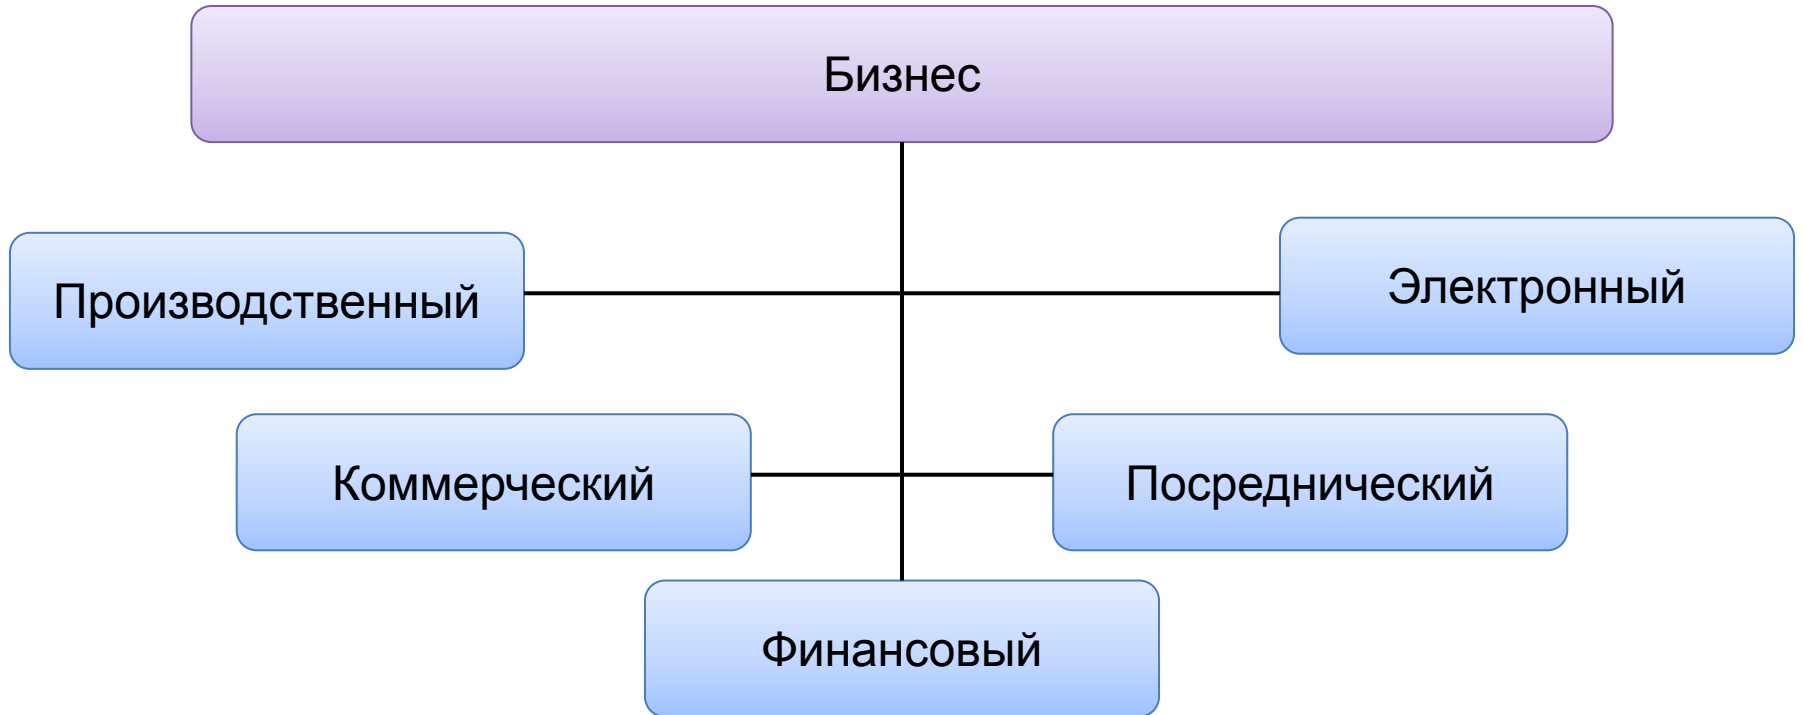 Бизнес
Производственный
Электронный
Коммерческий
Посреднический
Финансовый